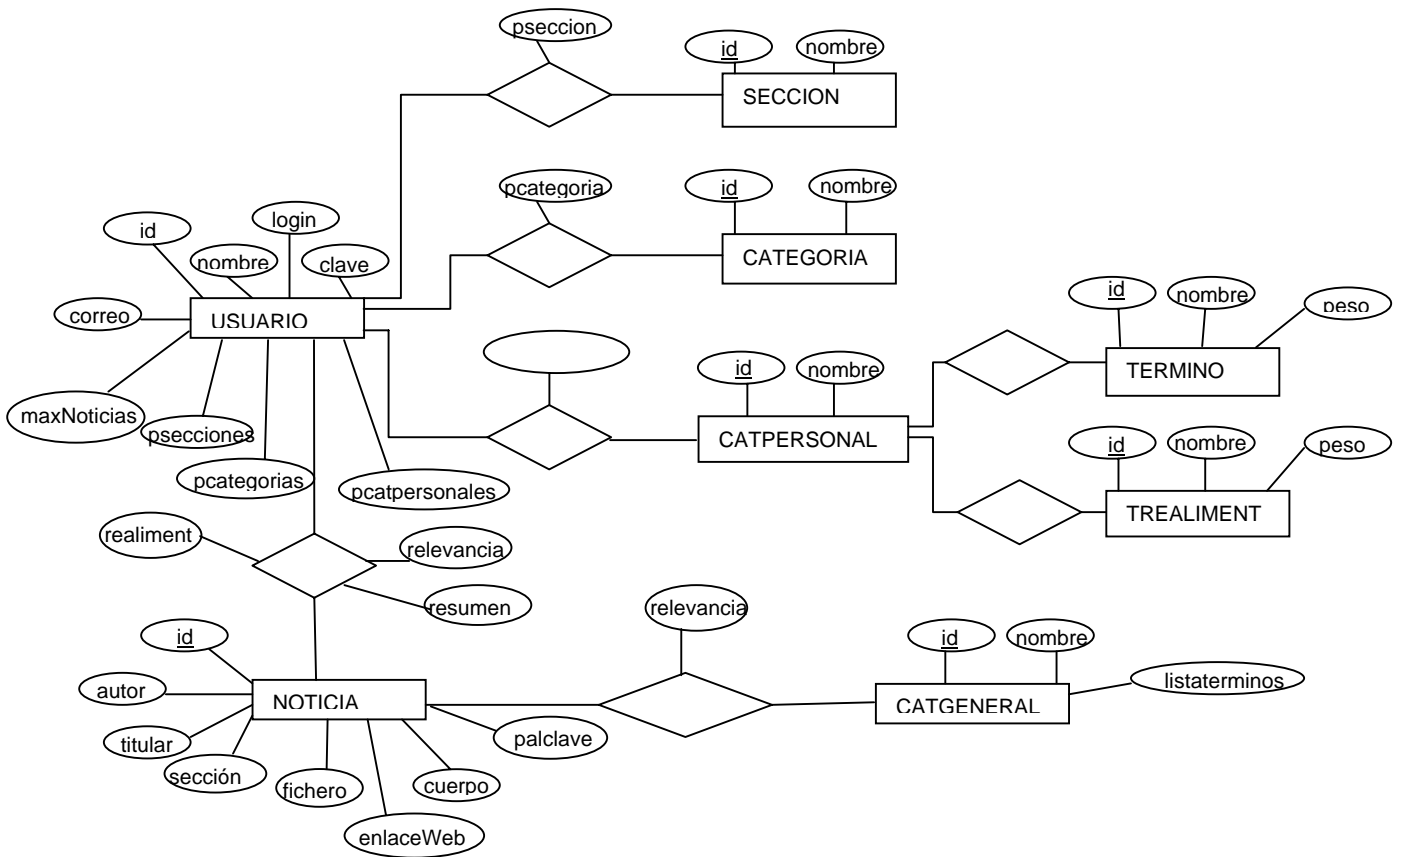 pseccion
id
nombre
SECCION
pcategoria
id
nombre
CATEGORIA
id
login
nombre
clave
correo
USUARIO
maxNoticias
psecciones
pcategorias
pcatpersonales
id
nombre
CATPERSONAL
id
nombre
peso
TERMINO
id
nombre
peso
TREALIMENT
realiment
relevancia
resumen
id
autor
NOTICIA
titular
sección
fichero
enlaceWeb
cuerpo
palclave
relevancia
id
nombre
listaterminos
CATGENERAL